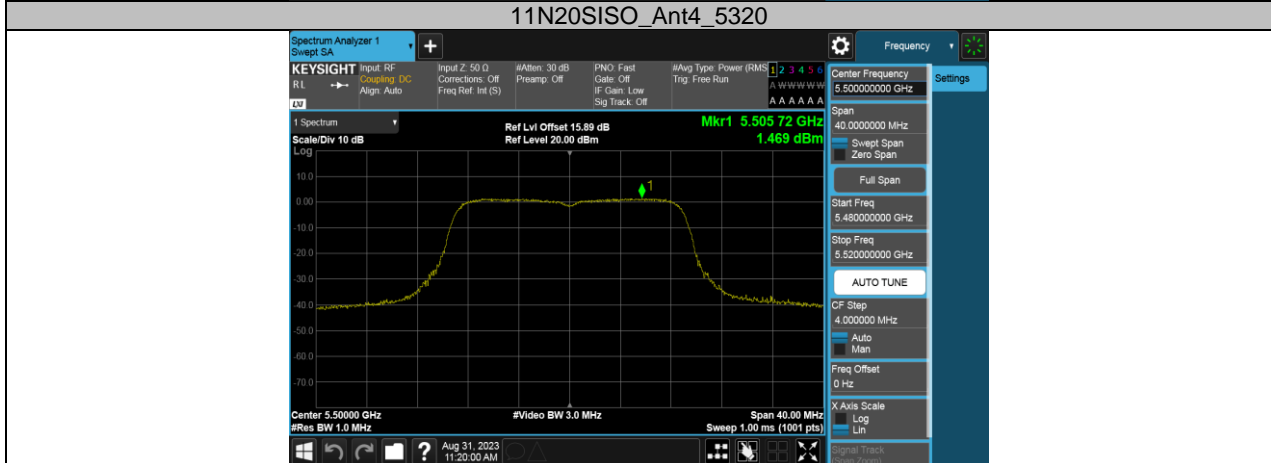 11N20SISO_Ant4_5320
Spectrum Analyzer 1
Swept SA
Frequency
KEYSIGHT
RL
LXI
Input: RF
Coupling: DC
Align: Auto
Input Z: 50 Ω
Corrections: Off
Freq Ref: Int (S)
#Atten: 30 dB
Preamp: Off
PNO: Fast
Gate: Off
IF Gain: Low
Sig Track: Off
#Avg Type: Power (RMS
Trig: Free Run
1 2 3 4 5 6
A W W W W W
A A A A A A
Center Frequency
5.500000000 GHz
Settings
1 Spectrum
Scale/Div 10 dB
Log
Ref Lvl Offset 15.89 dB
Ref Level 20.00 dBm
Mkr1 5.505 72 GHz
1.469 dBm
1
10.0
0.00
-10.0
-20.0
-30.0
-40.0
-50.0
-60.0
-70.0
Span
40.0000000 MHz
Swept Span
Zero Span
Full Span
Start Freq
5.480000000 GHz
Stop Freq
5.520000000 GHz
AUTO TUNE
CF Step
4.000000 MHz
Auto
Man
Freq Offset
0 Hz
X Axis Scale
Log
Lin
Signal Track
(Span Zoom)
Center 5.50000 GHz
#Res BW 1.0 MHz
#Video BW 3.0 MHz
Span 40.00 MHz
Sweep 1.00 ms (1001 pts)
?
Aug 31, 2023
11:20:00 AM